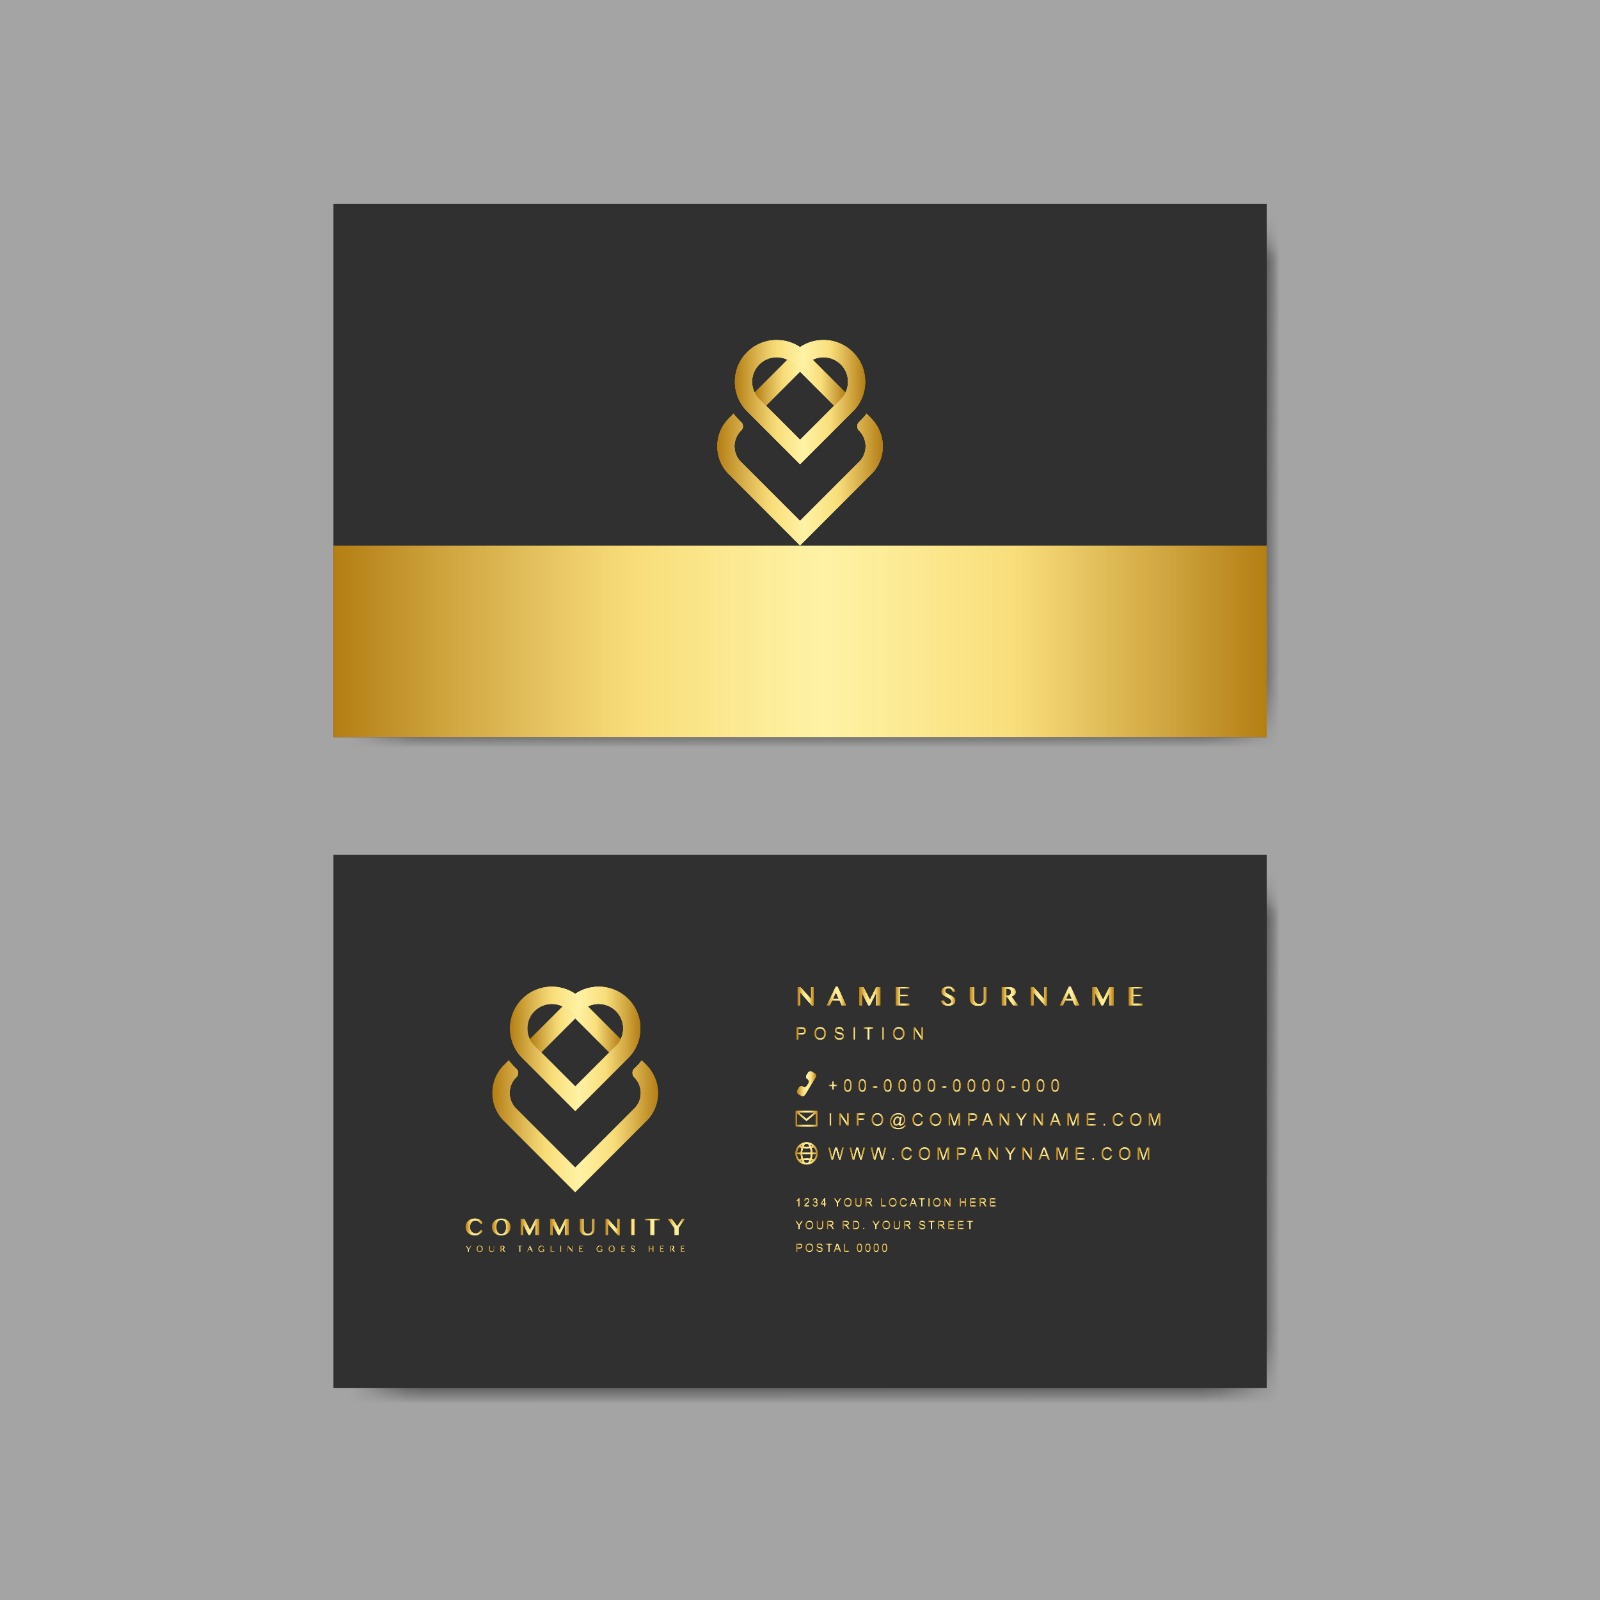 COMMUNITY
YOUR TAGLINE GOES HERE
NAME SURNAME
POSITION
+00-0000-0000-000
INFO@COMPANYNAME.COM
WWW.COMPANYNAME.COM
1234 YOUR LOCATION HERE
YOUR RD. YOUR STREET
POSTAL 0000